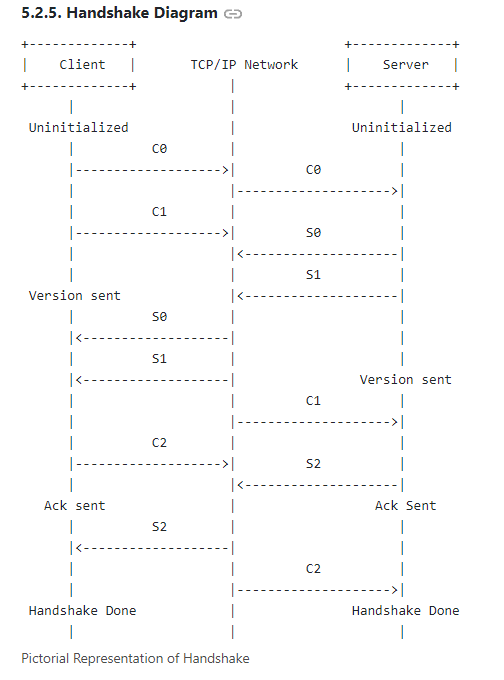 5.2.5. Handshake Diagram
+-------------+                           +-------------+
|    Client   |       TCP/IP Network      |    Server   |
+-------------+             |             +-------------+
      |                     |                     |
Uninitialized               |               Uninitialized
      |          C0         |                     |
      |------------------->|         C0          |
      |                     |-------------------->|
      |          C1         |                     |
      |------------------->|         S0          |
      |                     |<--------------------|
      |                     |         S1          |
Version sent                |<--------------------|
      |          S0         |                     |
      |<--------------------|                     |
      |          S1         |                     |
      |<--------------------|                Version sent
      |                     |         C1          |
      |                     |-------------------->|
      |          C2         |                     |
      |------------------->|         S2          |
      |                     |<--------------------|
   Ack sent                 |                  Ack Sent
      |          S2         |                     |
      |<--------------------|                     |
      |                     |         C2          |
      |                     |-------------------->|
Handshake Done              |               Handshake Done
      |                     |                     |
Pictorial Representation of Handshake